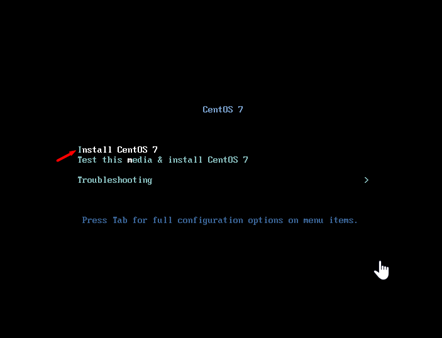 CentOS 7
Install CentOS 7
Test this media & install CentOS 7
Troubleshooting >
Press Tab for full configuration options on menu items.